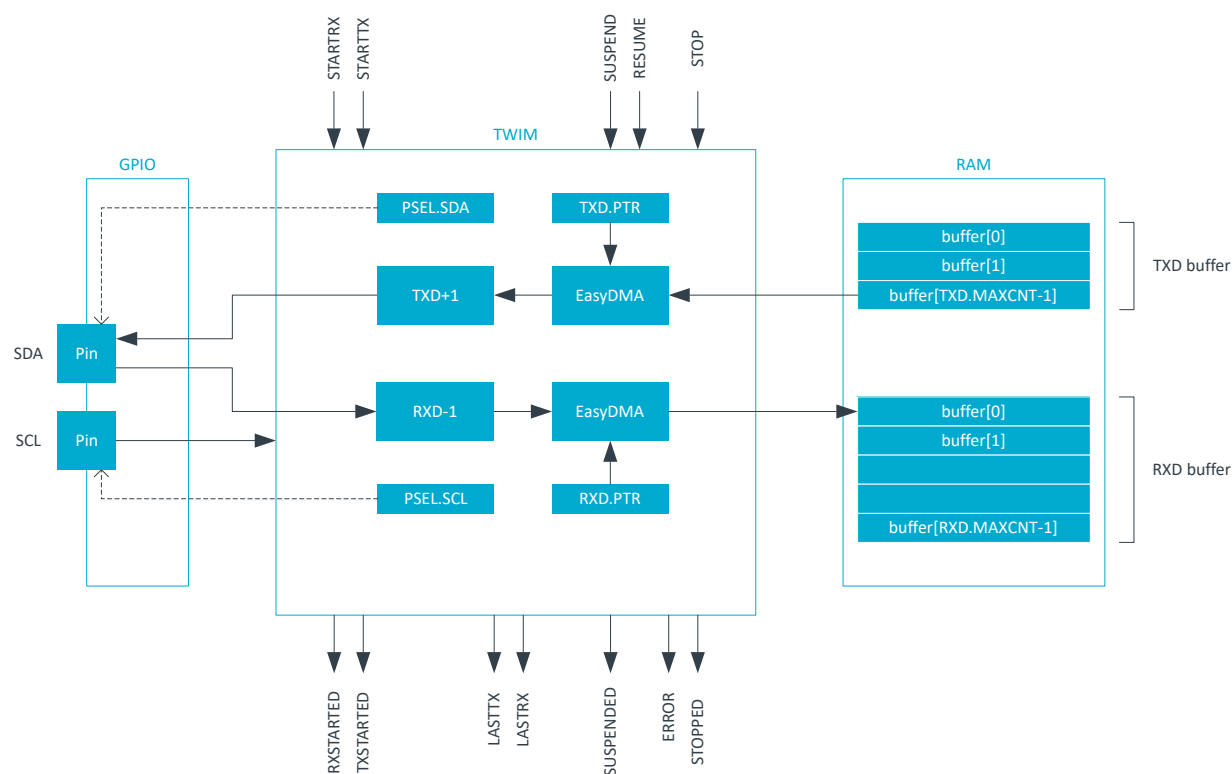 STARTRX
STARTTX
SUSPEND
RESUME
STOP
TWIM
GPIO
RAM
PSEL.SDA
TXD.PTR
buffer[0]
buffer[1]
buffer[TXD.MAXCNT-1]
TXD buffer
TXD+1
EasyDMA
SDA
Pin
RXD-1
EasyDMA
SCL
Pin
buffer[0]
buffer[1]
buffer[RXD.MAXCNT-1]
RXD buffer
PSEL.SCL
RXD.PTR
RXSTARTED
TXSTARTED
LASTTX
LASTRX
SUSPENDED
ERROR
STOPPED